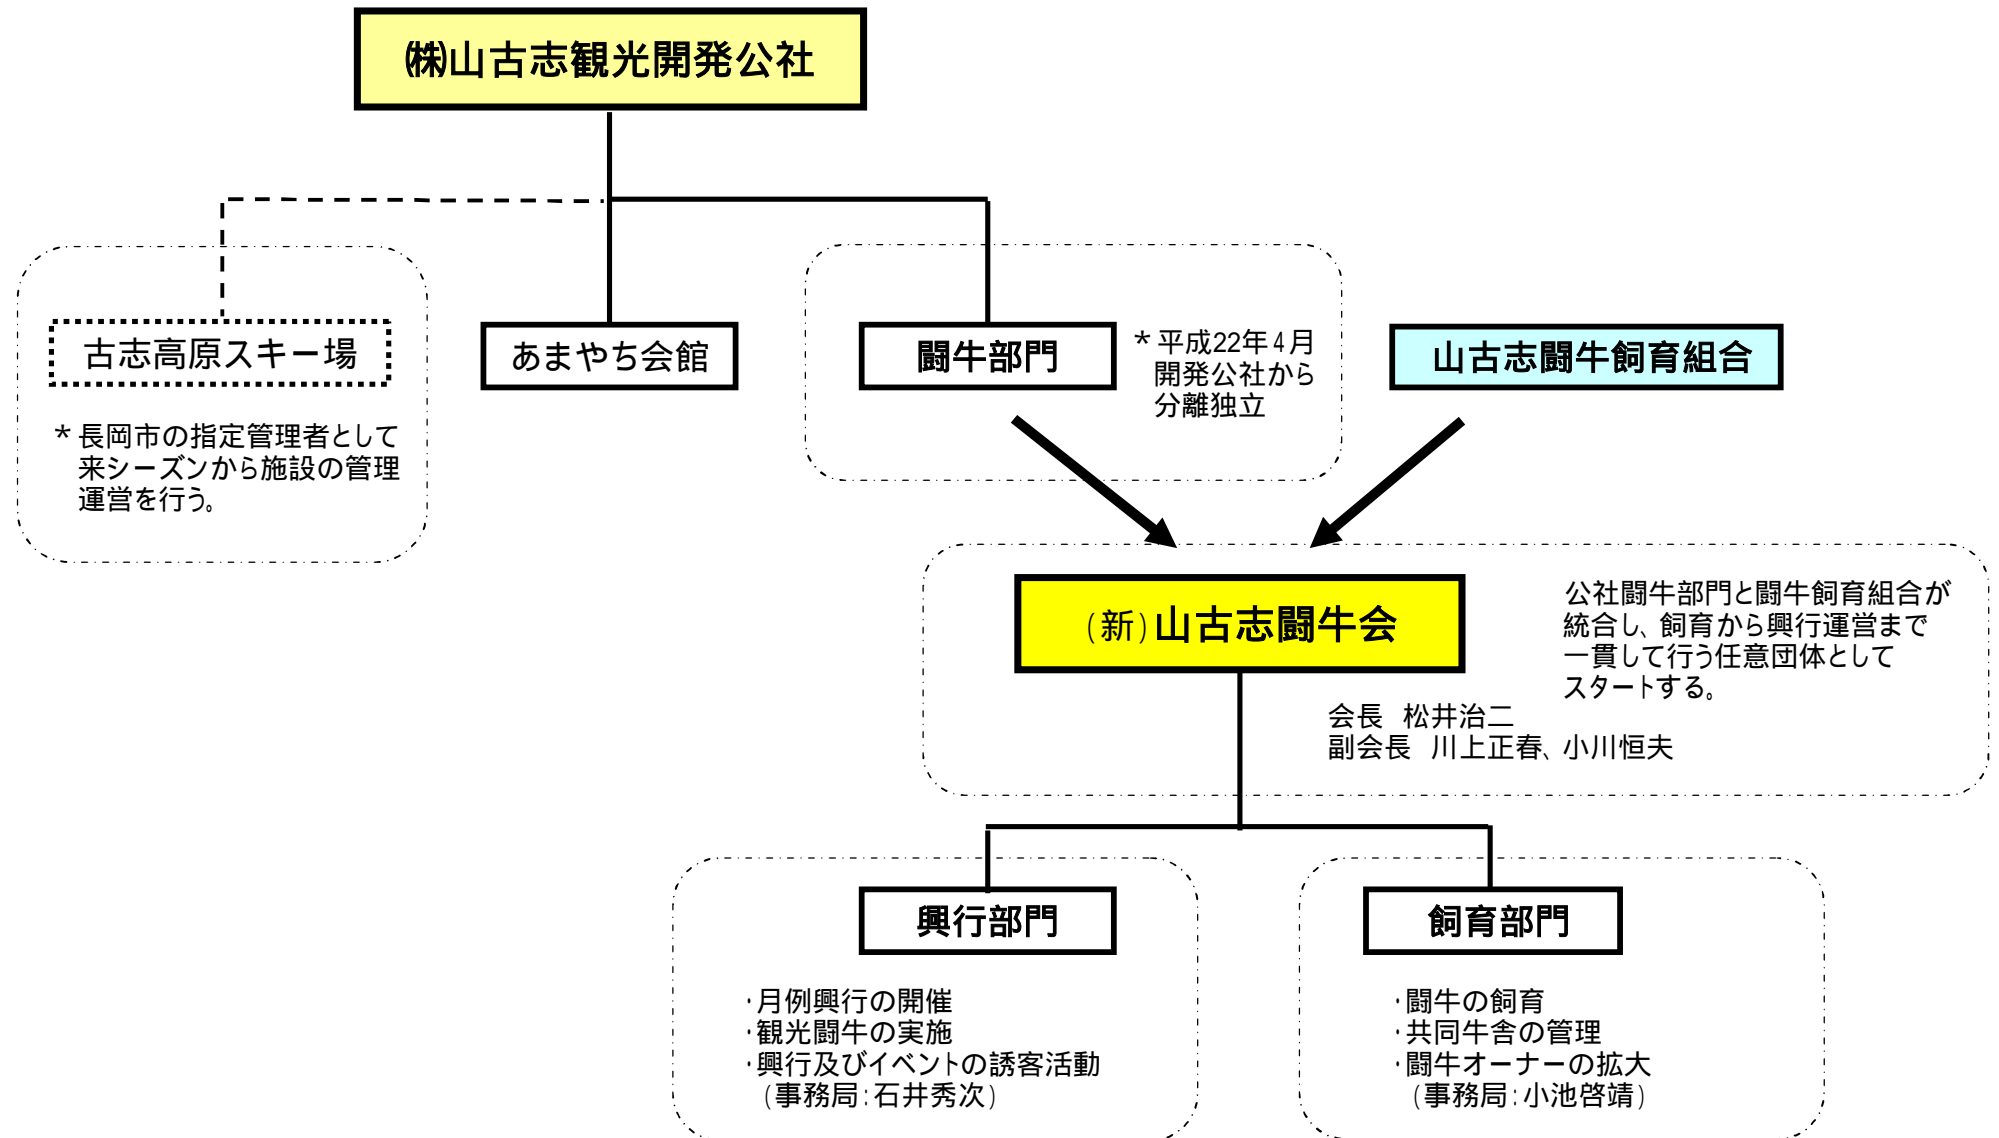 ㈱山古志観光開発公社
古志高原スキー場
*長岡市の指定管理者として
来シーズンから施設の管理
運営を行う。
あまやち会館
闘牛部門
*平成22年4月
開発公社から
分離独立
山古志闘牛飼育組合
(新)山古志闘牛会
公社闘牛部門と闘牛飼育組合が
統合し、飼育から興行運営まで
一貫して行う任意団体として
スタートする。
会長 松井治二
副会長 川上正春、小川恒夫
興行部門
・月例興行の開催
・観光闘牛の実施
・興行及びイベントの誘客活動
(事務局:石井秀次)
飼育部門
・闘牛の飼育
・共同牛舎の管理
・闘牛オーナーの拡大
(事務局:小池啓靖)